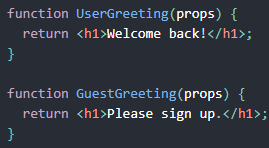 function UserGreeting(props) {
  return <h1>Welcome back!</h1>;
}

function GuestGreeting(props) {
  return <h1>Please sign up.</h1>;
}